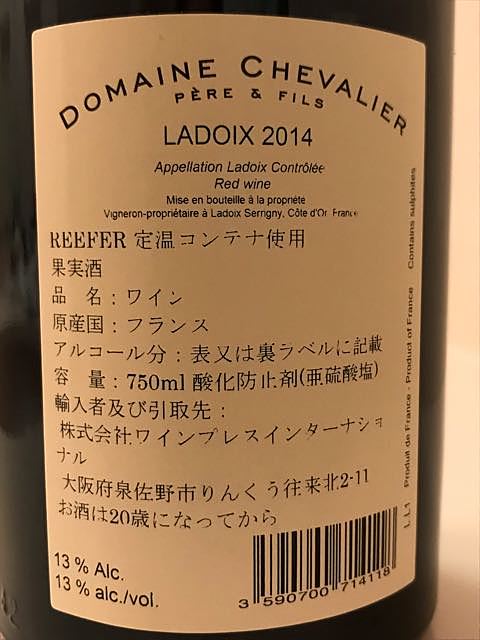 DOMAINE CHEVALIER
PÈRE & FILS
LADOIX 2014
Appellation Ladoix Contrôlée
Red wine
Mise en bouteille à la propriété
Vigneron-propriétaire à Ladoix Serrigny, Côte d'Or France
REEFER 定温コンテナ使用
果実酒
品　名：ワイン
原産国：フランス
アルコール分：表又は裏ラベルに記載
容　量：750ml 酸化防止剤(亜硫酸塩)
輸入者及び引取先：
株式会社ワインプレスインターナショ
ナル
大阪府泉佐野市りんくう往来北2-11
お酒は20歳になってから
13 % Alc.
13 % alc./vol.
3 590700 714118
L L1 Produit de France - Product of France Contains sulphites